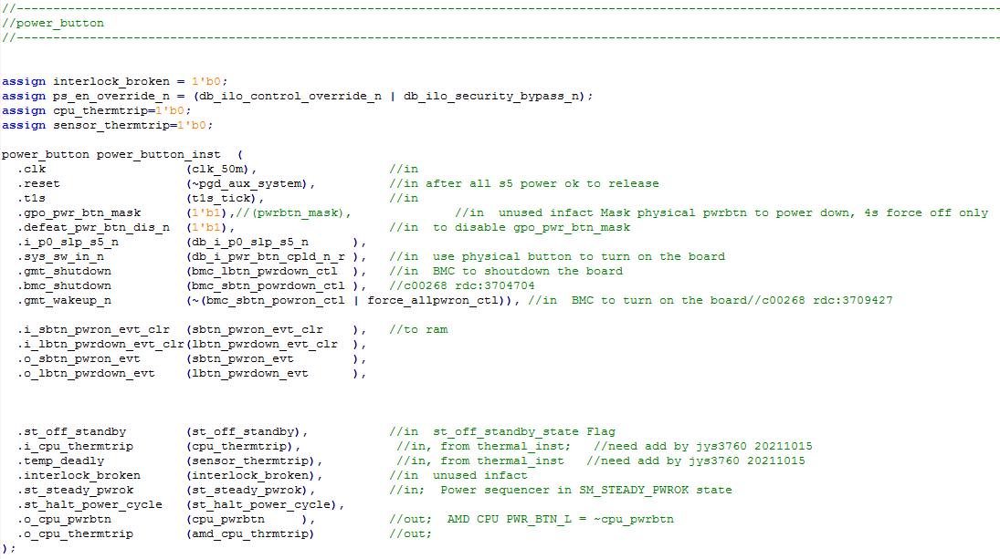 //------------------------------------------------------------------------------------------------------------------------------------
//power_button
//------------------------------------------------------------------------------------------------------------------------------------
assign interlock_broken = 1'b0;
assign ps_en_override_n = (db_ilo_control_override_n | db_ilo_security_bypass_n);
assign cpu_thermtrip=1'b0;
assign sensor_thermtrip=1'b0;
power_button power_button_inst  (
  .clk                   (clk_50m),                  //in
  .reset                 (~pgd_aux_system),          //in after all s5 power ok to release
  .t1s                   (t1s_tick),                 //in
  .gpo_pwr_btn_mask      (1'b1),//(pwrbtn_mask),              //in  unused infact Mask physical pwrbtn to power down, 4s force off only
  .defeat_pwr_btn_dis_n  (1'b1),                     //in  to disable gpo_pwr_btn_mask
  .i_p0_slp_s5_n         (db_i_p0_slp_s5_n      ),
  .sys_sw_in_n           (db_i_pwr_btn_cpld_n_r ),   //in  use physical button to turn on the board
  .gmt_shutdown          (bmc_lbtn_pwrdown_ctl  ),   //in  BMC to shoutdown the board
  .bmc_shutdown          (bmc_sbtn_powrdown_ctl ),   //c00268 rdc:3704704
  .gmt_wakeup_n          (~(bmc_sbtn_powron_ctl | force_allpwron_ctl)), //in  BMC to turn on the board//c00268 rdc:3709427
  .i_sbtn_pwron_evt_clr  (sbtn_pwron_evt_clr    ),   //to ram
  .i_lbtn_pwrdown_evt_clr(lbtn_pwrdown_evt_clr  ),
  .o_sbtn_pwron_evt      (sbtn_pwron_evt        ),
  .o_lbtn_pwrdown_evt    (lbtn_pwrdown_evt      ),
  .st_off_standby        (st_off_standby),           //in  st_off_standby_state Flag
  .i_cpu_thermtrip       (cpu_thermtrip),             //in, from thermal_inst;   //need add by jys3760 20211015
  .temp_deadly           (sensor_thermtrip),          //in, from thermal_inst   //need add by jys3760 20211015
  .interlock_broken      (interlock_broken),         //in  unused infact
  .st_steady_pwrok       (st_steady_pwrok),          //in;  Power sequencer in SM_STEADY_PWROK state
  .st_halt_power_cycle   (st_halt_power_cycle),
  .o_cpu_pwrbtn          (cpu_pwrbtn     ),          //out;  AMD CPU PWR_BTN_L = ~cpu_pwrbtn
  .o_cpu_thermtrip       (amd_cpu_thrmtrip)          //out;
);